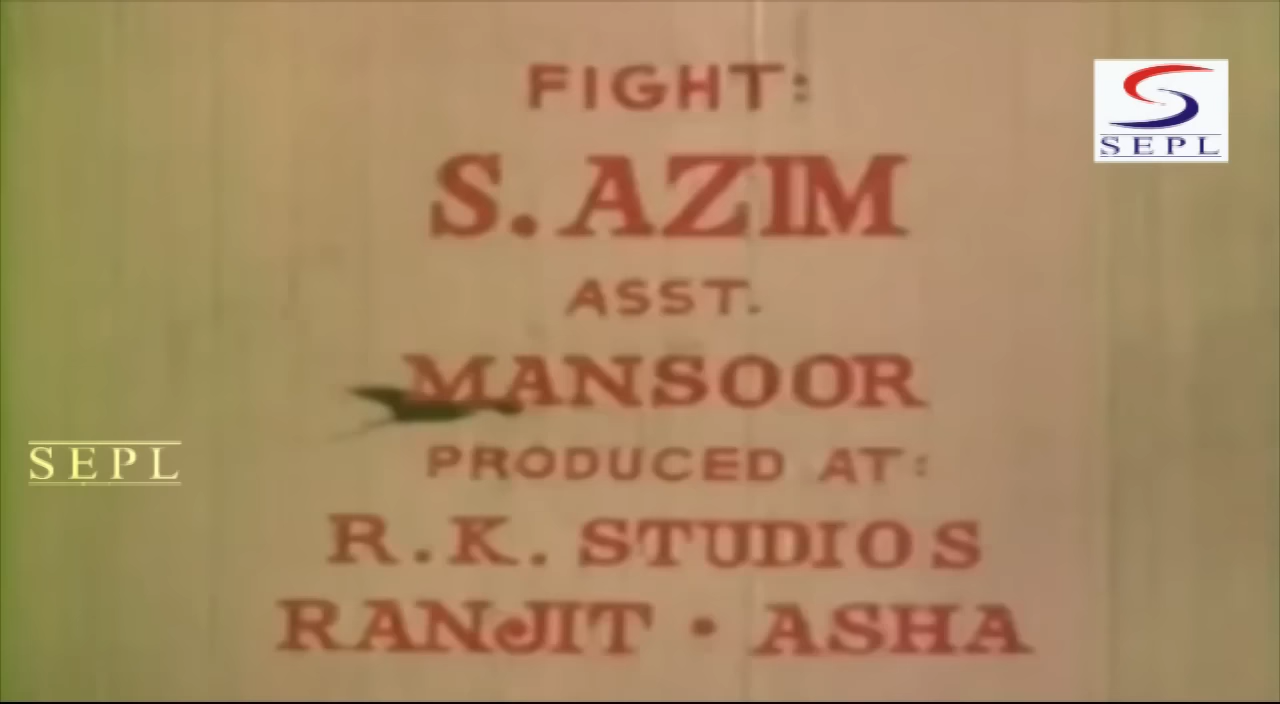 FIGHT:
S. AZIM
ASST.
MANSOOR
PRODUCED AT:
R.K. STUDIOS
RANJIT • ASHA
SEPL
SEPL